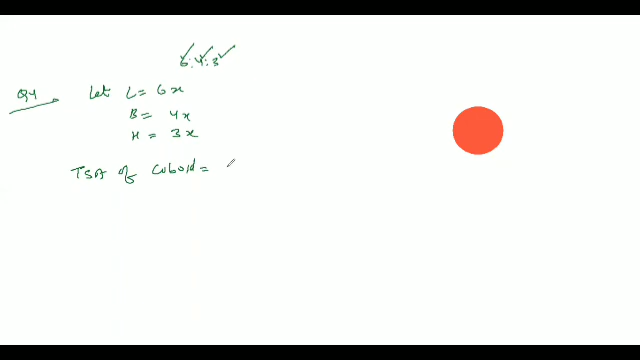 6:4:3
Q4 Let L = 6x
B = 4x
H = 3x
TSA of cuboid =